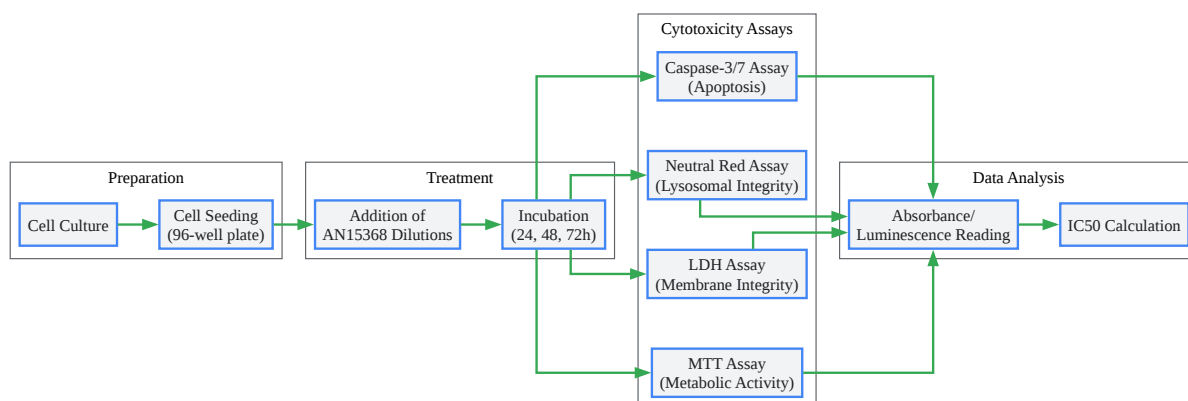 Preparation
Cell Culture
Cell Seeding
(96-well plate)
Treatment
Addition of
AN15368 Dilutions
Incubation
(24, 48, 72h)
Cytotoxicity Assays
Caspase-3/7 Assay
(Apoptosis)
Neutral Red Assay
(Lysosomal Integrity)
LDH Assay
(Membrane Integrity)
MTT Assay
(Metabolic Activity)
Data Analysis
Absorbance/
Luminescence Reading
IC50 Calculation